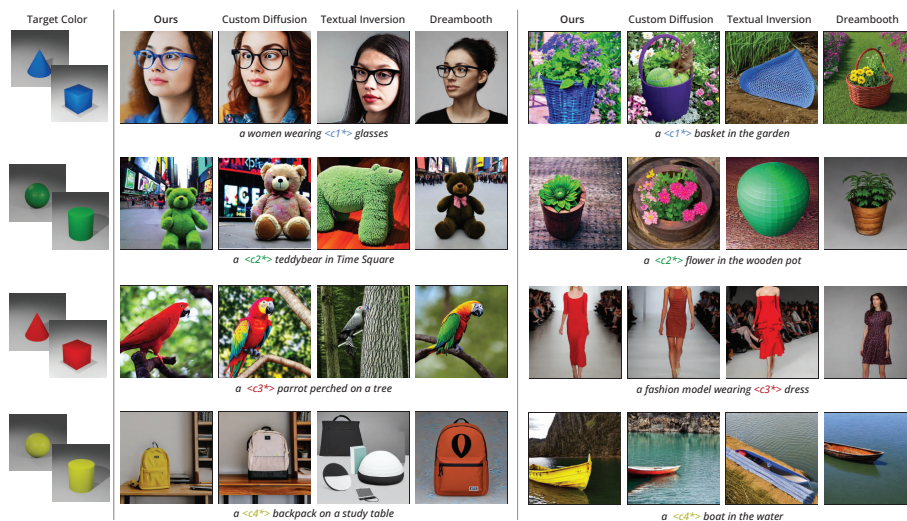 Target Color
Ours Custom Diffusion Textual Inversion Dreambooth
Ours Custom Diffusion Textual Inversion Dreambooth
a women wearing <c1*> glasses
a <c1*> basket in the garden
a <c2*> teddybear in Time Square
a <c2*> flower in the wooden pot
a <c3*> parrot perched on a tree
a fashion model wearing <c3*> dress
a <c4*> backpack on a study table
a <c4*> boat in the water